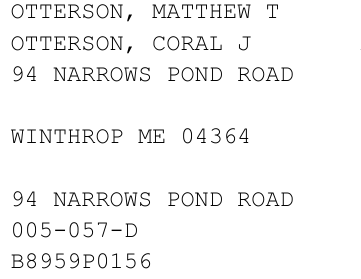 OTTERSON, MATTHEW T
OTTERSON, CORAL J
94 NARROWS POND ROAD
WINTHROP ME 04364
94 NARROWS POND ROAD
005-057-D
B8959P0156